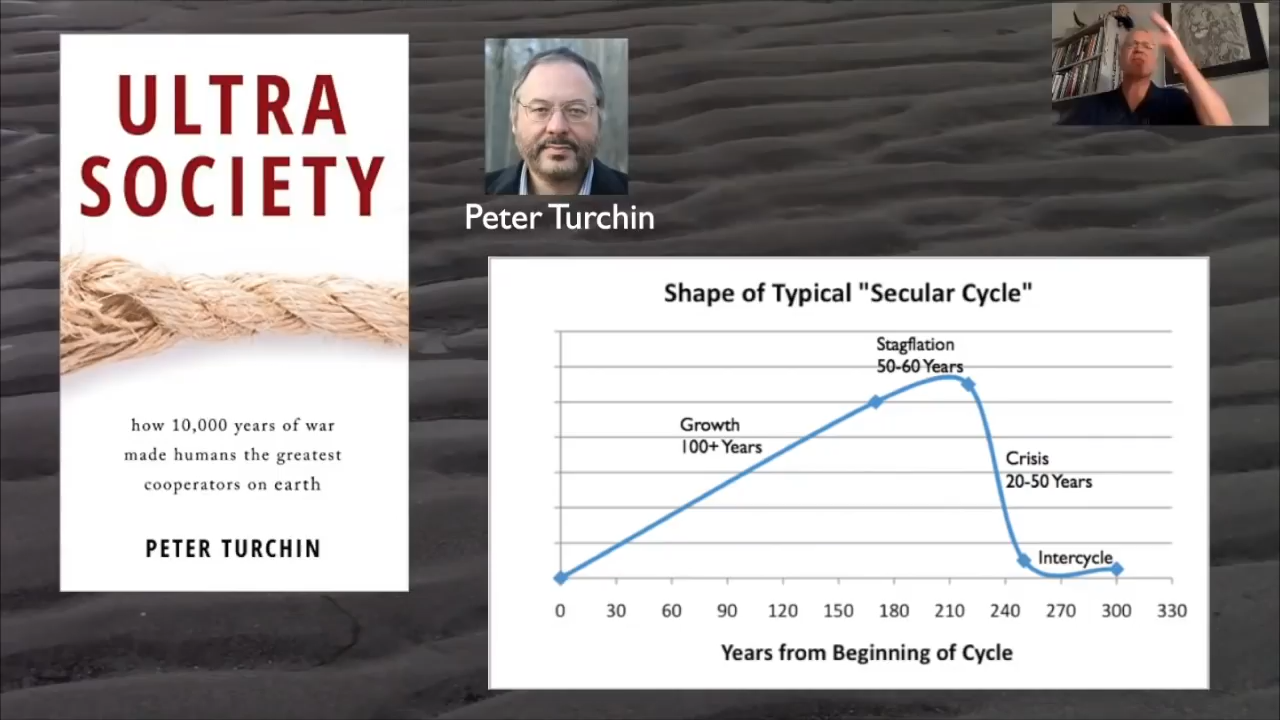 ULTRA
SOCIETY
how 10,000 years of war
made humans the greatest
cooperators on earth
PETER TURCHIN
Peter Turchin
Shape of Typical "Secular Cycle"
Stagflation
50-60 Years
Growth
100+ Years
Crisis
20-50 Years
Intercycle
0 30 60 90 120 150 180 210 240 270 300 330
Years from Beginning of Cycle